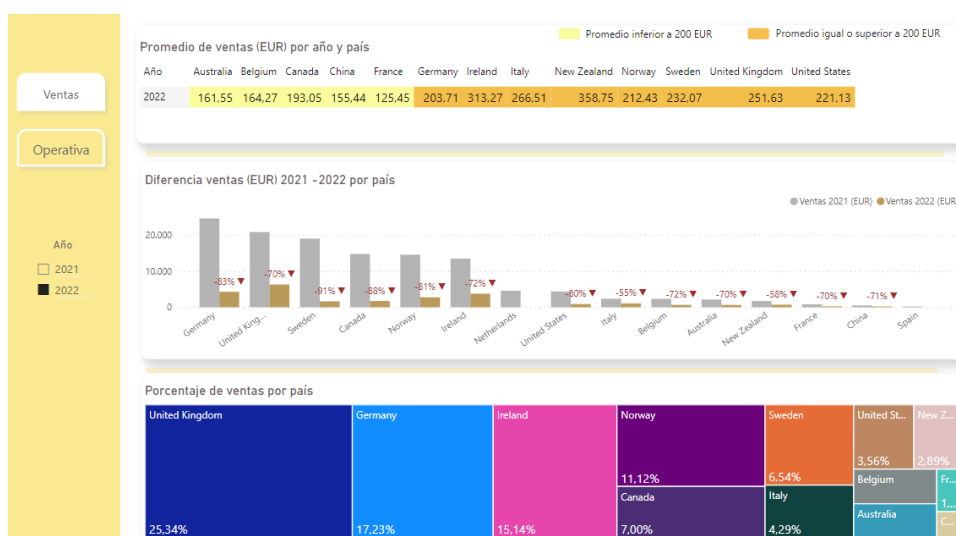 Promedio inferior a 200 EUR
Promedio igual o superior a 200 EUR
Promedio de ventas (EUR) por año y país
Año Australia Belgium Canada China France Germany Ireland Italy New Zealand Norway Sweden United Kingdom United States
2022 161,55 164,27 193,05 155,44 125,45 203,71 313,27 266,51 358,75 212,43 232,07 251,63 221,13
Ventas
Operativa
Año
2021
2022
Diferencia ventas (EUR) 2021 -2022 por país
Ventas 2021 (EUR) Ventas 2022 (EUR
20.000
10.000
0
-83% ▼ -70% ▼ -91% ▼ -88% ▼ -81% ▼ -72% ▼ -80% ▼ -55% ▼ -72% ▼ -70% ▼ -58% ▼ -70% ▼ -71% ▼
Germany United King... Sweden Canada Norway Ireland Netherlands United States Italy Belgium Australia New Zealand France China Spain
Porcentaje de ventas por país
United Kingdom
25,34%
Germany
17,23%
Ireland
15,14%
Norway
11,12%
Canada
7,00%
Sweden
6,54%
Italy
4,29%
United St...
3,56%
New Z...
2,89%
Belgium
Australia
Fr...
1,...
C...